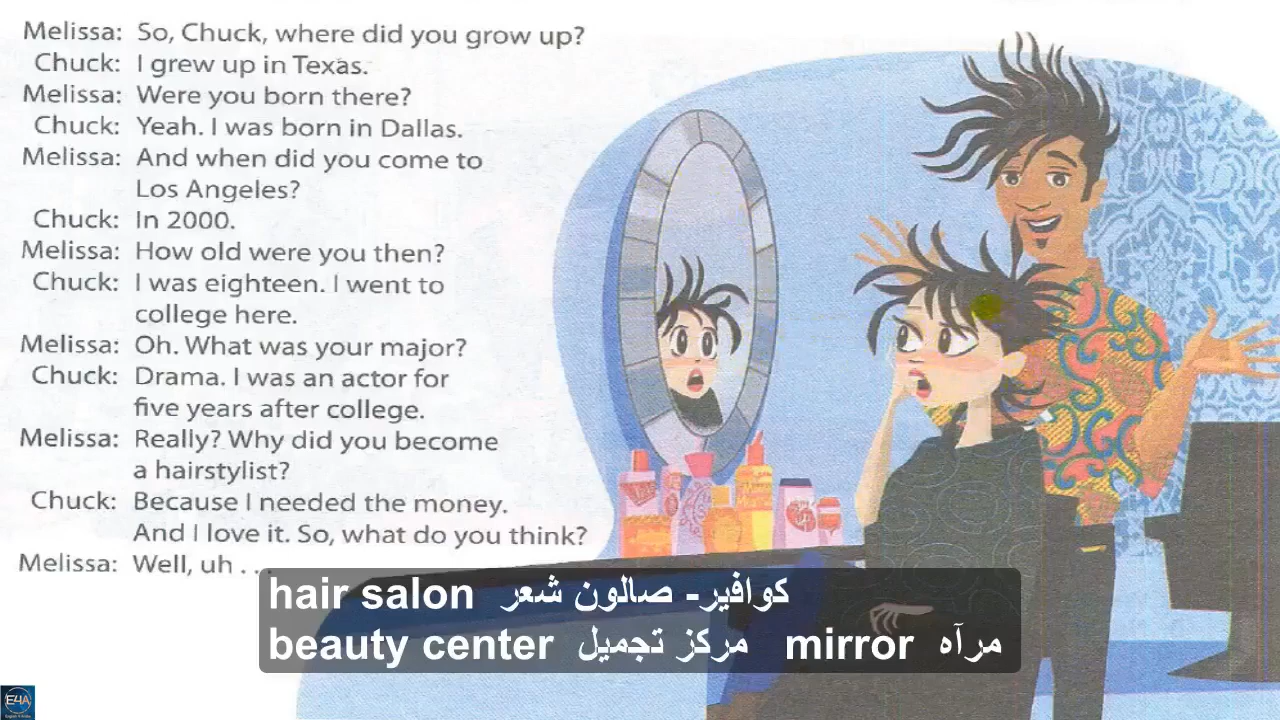 Melissa: So, Chuck, where did you grow up?
Chuck: I grew up in Texas.
Melissa: Were you born there?
Chuck: Yeah. I was born in Dallas.
Melissa: And when did you come to
Los Angeles?
Chuck: In 2000.
Melissa: How old were you then?
Chuck: I was eighteen. I went to
college here.
Melissa: Oh. What was your major?
Chuck: Drama. I was an actor for
five years after college.
Melissa: Really? Why did you become
a hairstylist?
Chuck: Because I needed the money.
And I love it. So, what do you think?
Melissa: Well, uh . . .
hair salon كوافير- صالون شعر
beauty center مركز تجميل mirror مرآه
E4A